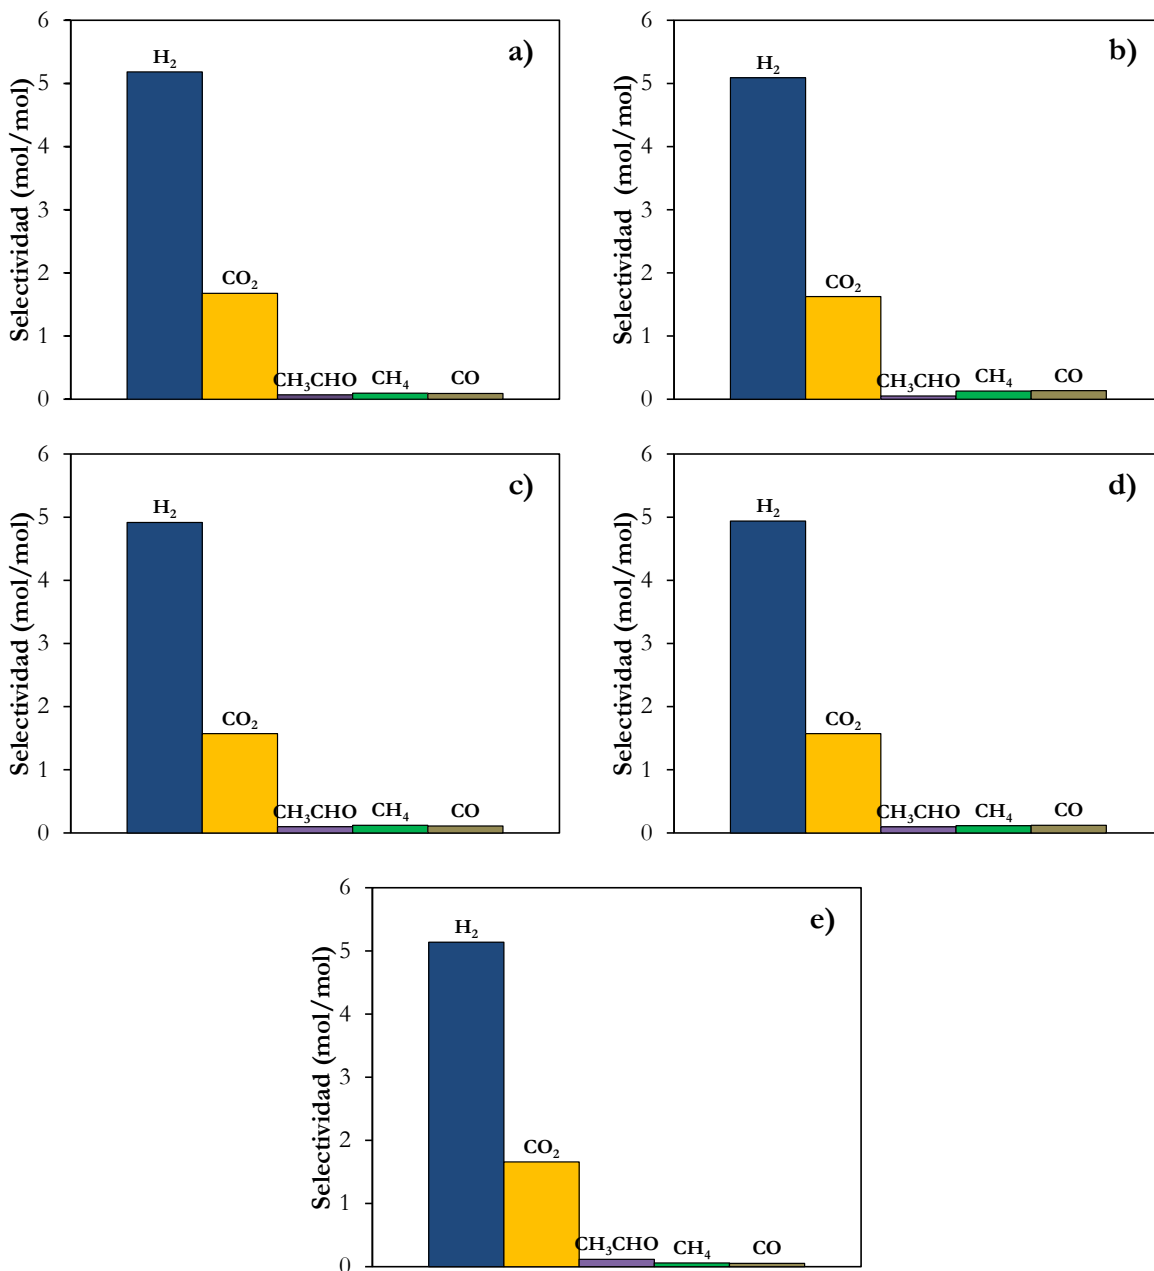 a)
Selectividad (mol/mol)
6
5
4
3
2
1
0
H₂
CO₂
CH₃CHO
CH₄
CO
b)
Selectividad (mol/mol)
6
5
4
3
2
1
0
H₂
CO₂
CH₃CHO
CH₄
CO
c)
Selectividad (mol/mol)
6
5
4
3
2
1
0
H₂
CO₂
CH₃CHO
CH₄
CO
d)
Selectividad (mol/mol)
6
5
4
3
2
1
0
H₂
CO₂
CH₃CHO
CH₄
CO
e)
Selectividad (mol/mol)
6
5
4
3
2
1
0
H₂
CO₂
CH₃CHO
CH₄
CO